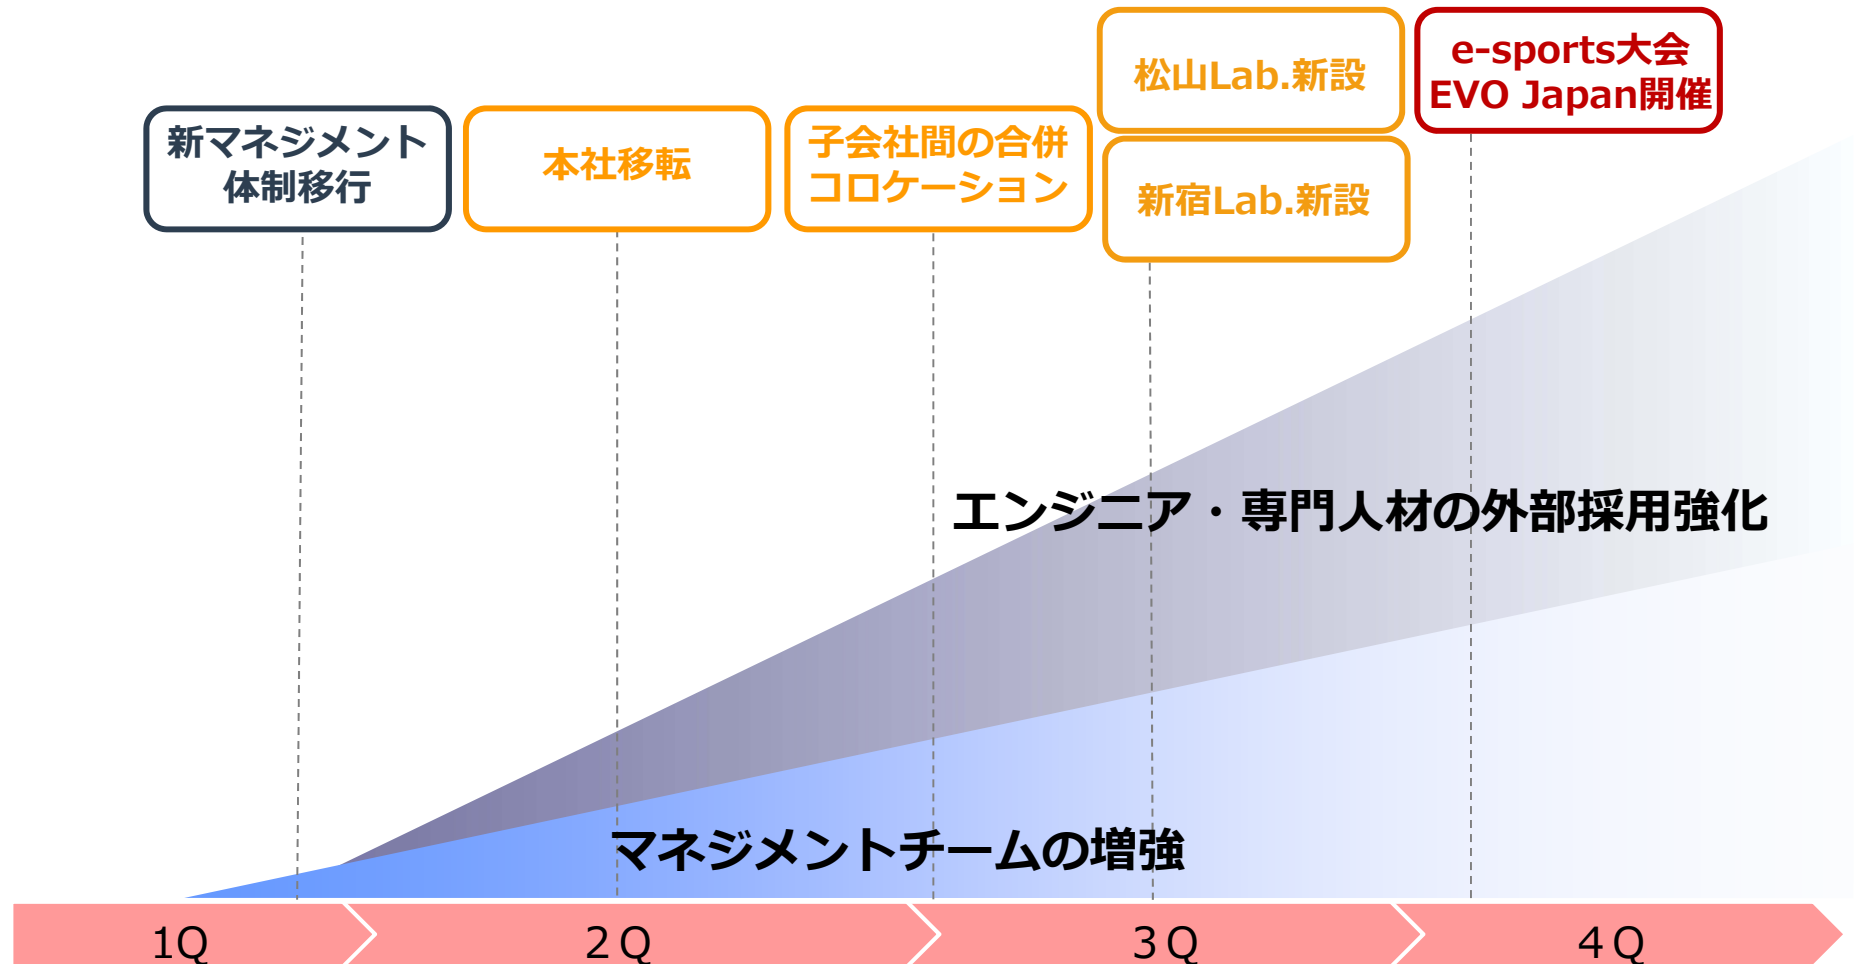 新マネジメント
体制移行
本社移転
子会社間の合併
コロケーション
松山Lab.新設
新宿Lab.新設
e-sports大会
EVO Japan開催
エンジニア・専門人材の外部採用強化
マネジメントチームの増強
1Q
２Ｑ
３Ｑ
４Ｑ